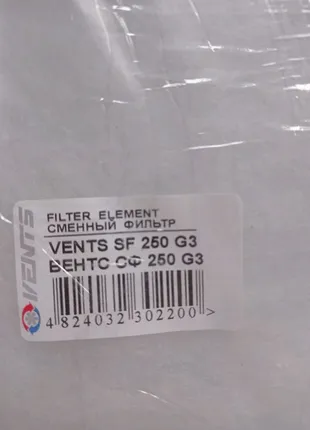 VENTS
FILTER ELEMENT
СМЕННЫЙ ФИЛЬТР
VENTS SF 250 G3
ВЕНТС СФ 250 G3
4 824032 302200 >